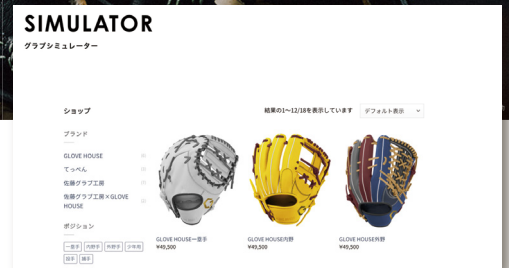 SIMULATOR
グラブシミュレーター
ショップ
結果の1～12/18を表示しています
デフォルト表示
ブランド
GLOVE HOUSE
てっぺん
佐藤グラブ工房
佐藤グラブ工房×GLOVE
HOUSE
ポジション
一塁手 内野手 外野手 少年用
投手 捕手
GLOVE HOUSE一塁手
¥49,500
GLOVE HOUSE内野
¥49,500
GLOVE HOUSE外野
¥49,500